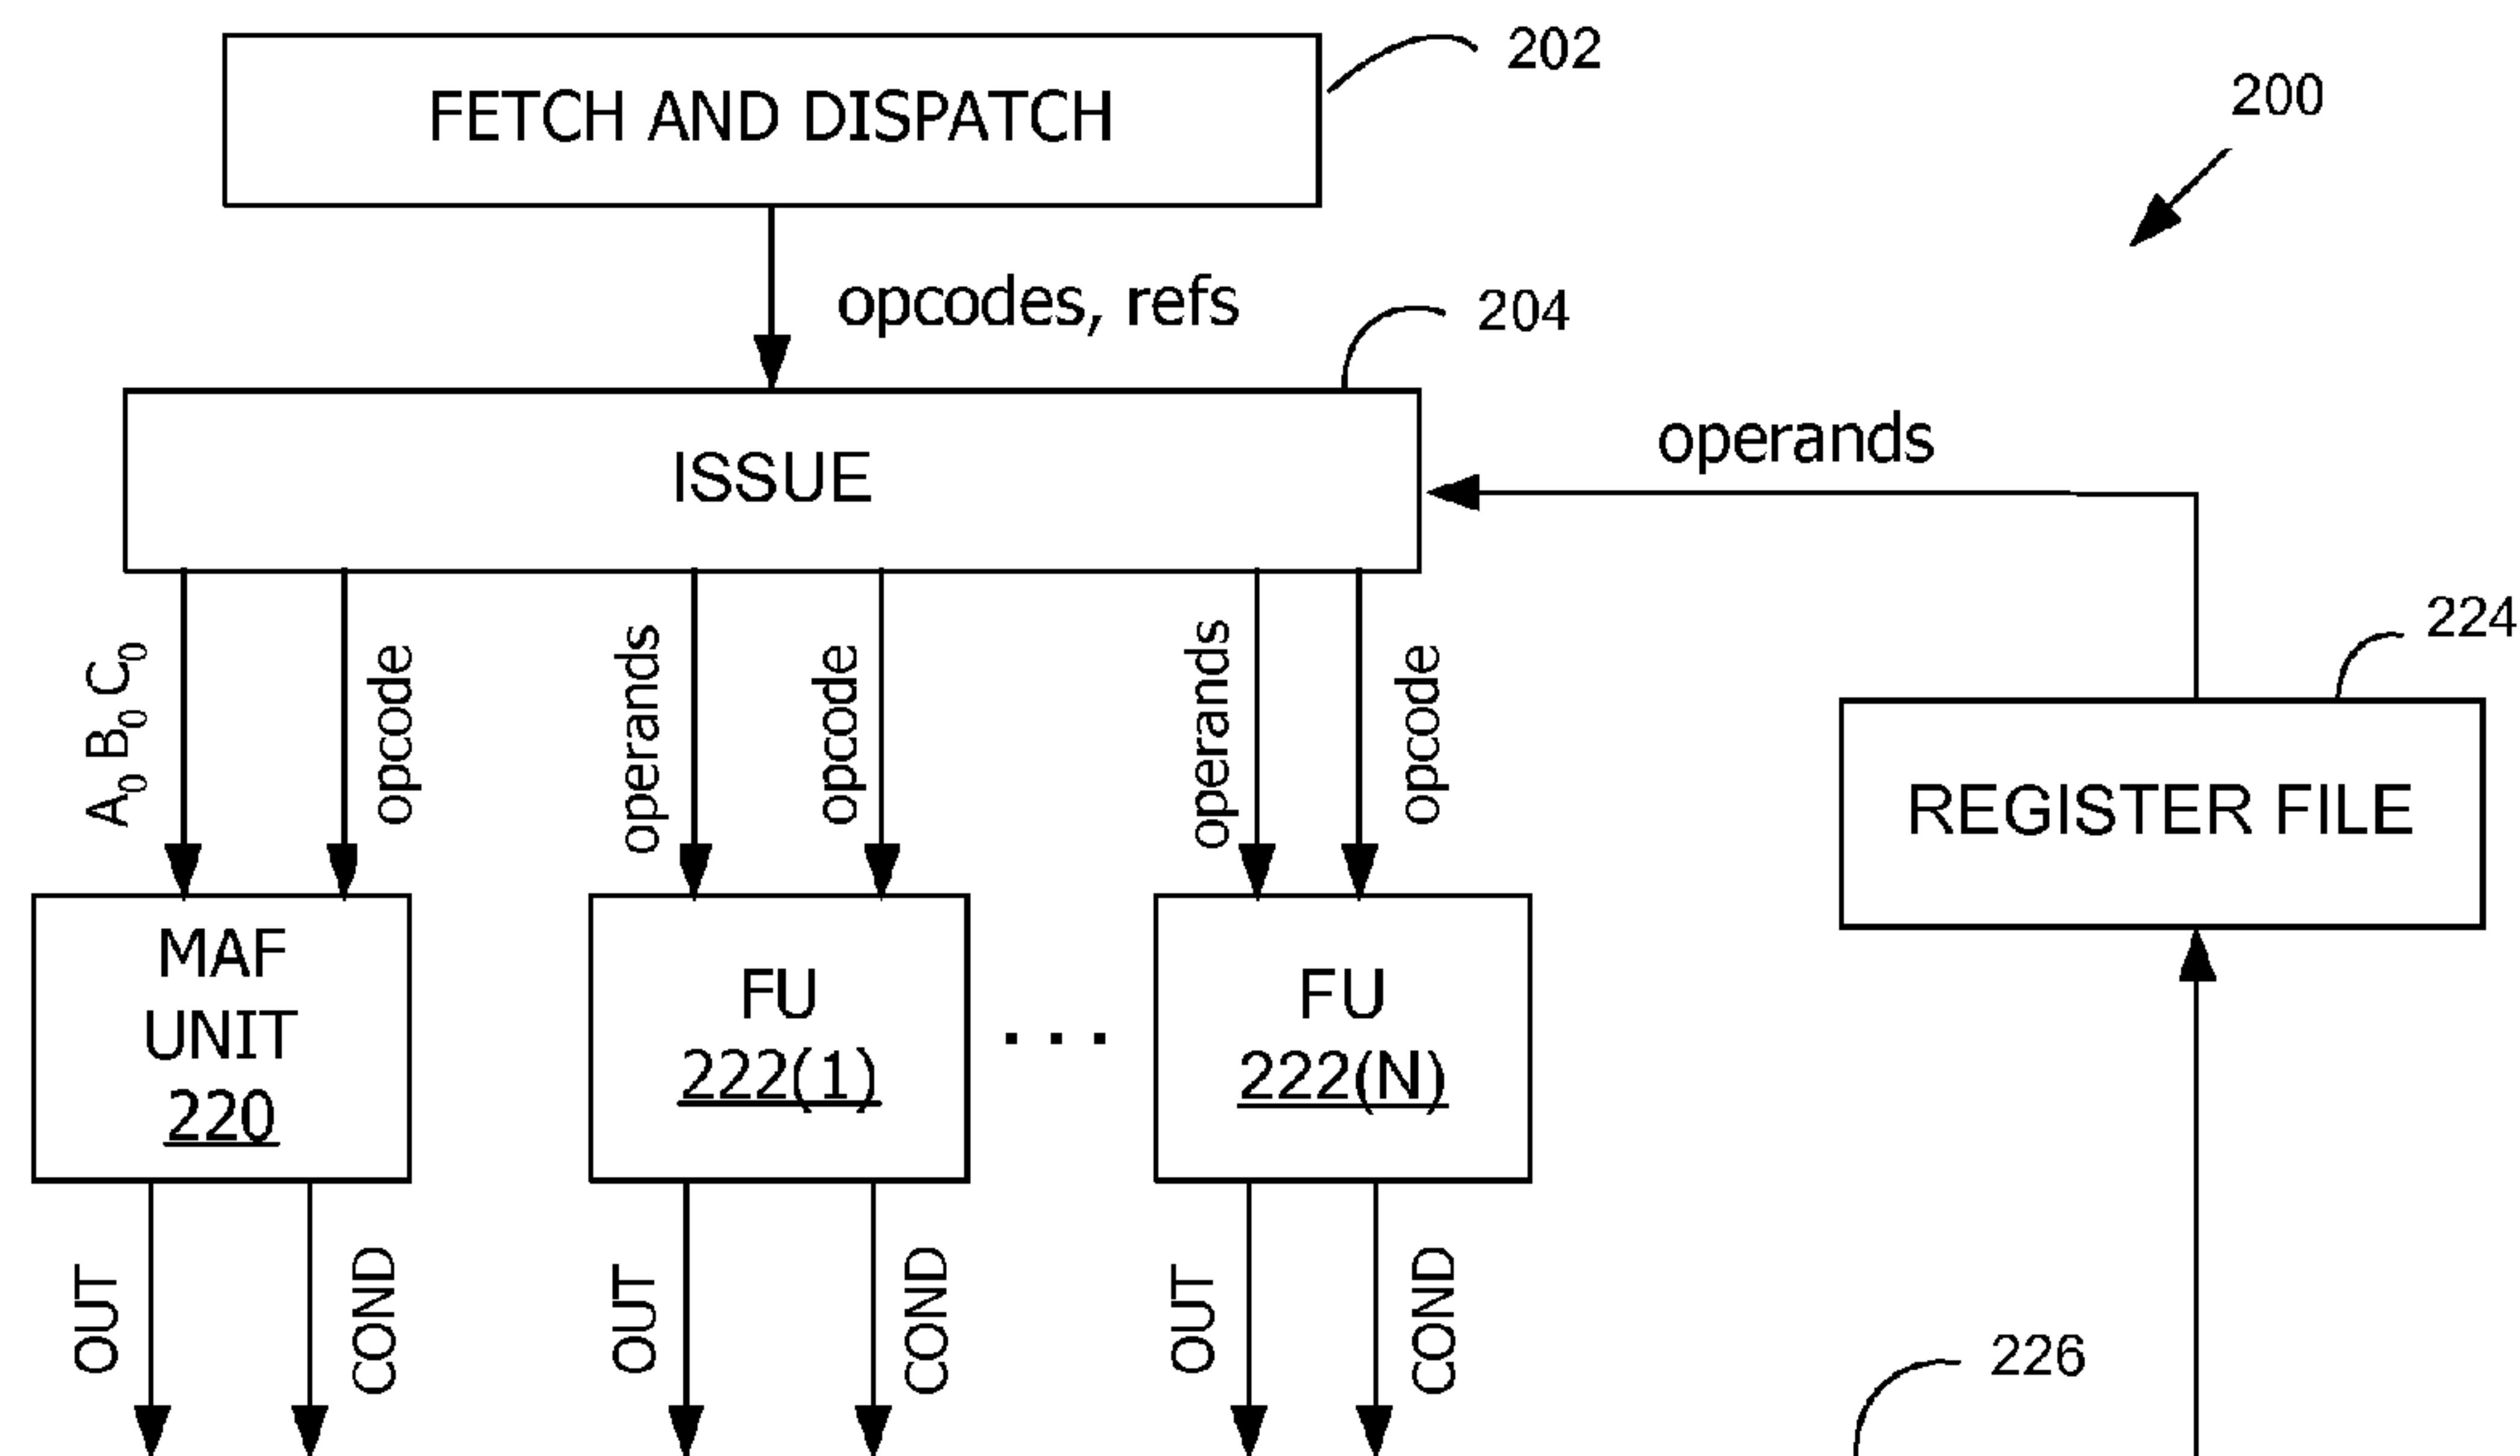 202
FETCH AND DISPATCH
200
opcodes, refs
204
operands
ISSUE
224
A₀ B₀ C₀
opcode
operands
opcode
operands
opcode
REGISTER FILE
MAF
UNIT
220
FU
222(1)
. . .
FU
222(N)
OUT
COND
OUT
COND
OUT
COND
226